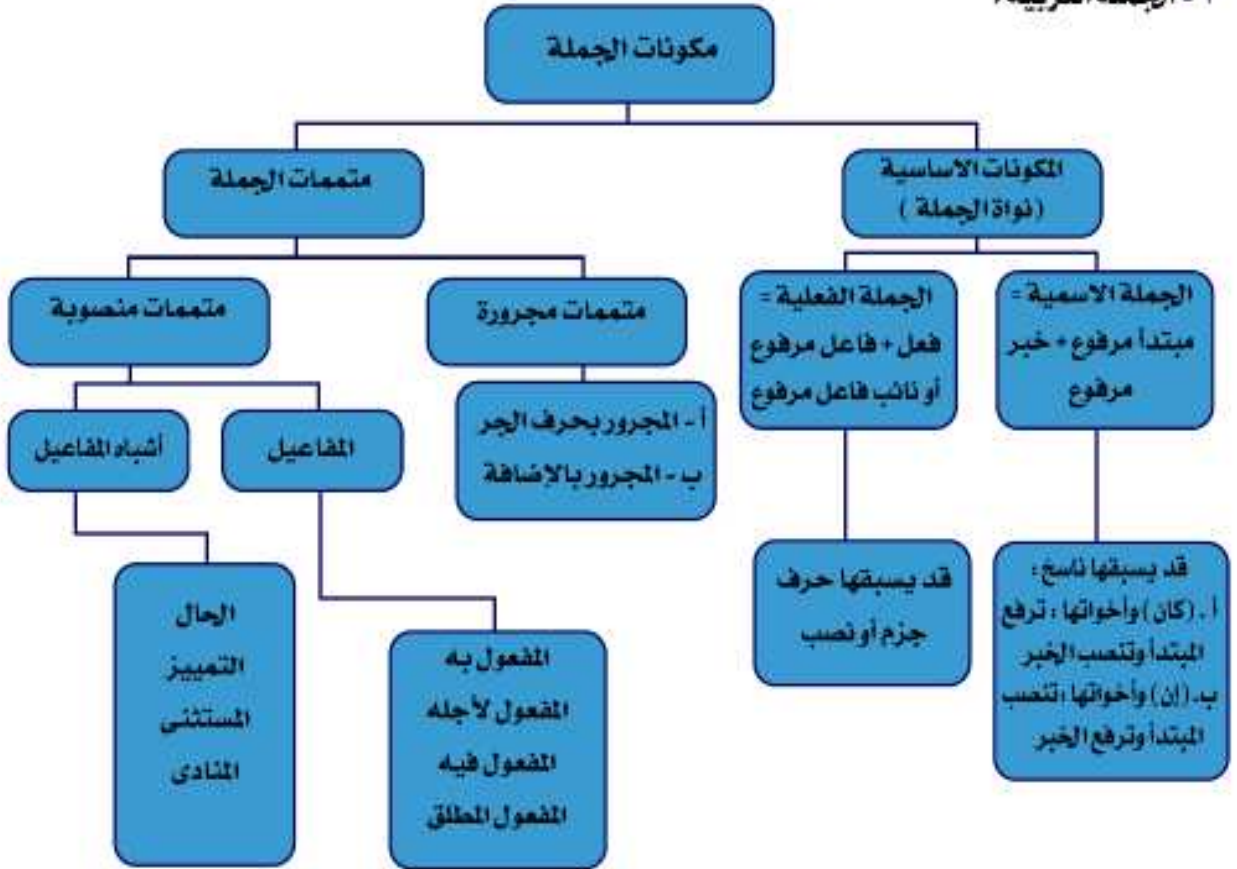 مكونات الجملة
المكونات الاساسية
(نواة الجملة )
متممات الجملة
الجملة الاسمية =
مبتدأ مرفوع + خبر
مرفوع
الجملة الفعلية =
فعل + فاعل مرفوع
أو نائب فاعل مرفوع
متممات مجرورة
متممات منصوبة
أ - المجرور بحرف الجر
ب - المجرور بالإضافة
المفاعيل
أشباه المفاعيل
قد يسبقها ناسخ :
أ . (كان ) وأخواتها : ترفع
المبتدأ وتنصب الخبر
ب. (إن) وأخواتها : تنصب
المبتدأ وترفع الخبر
قد يسبقها حرف
جزم أو نصب
المفعول به
المفعول لأجله
المفعول فيه
المفعول المطلق
الحال
التمييز
المستثنى
المنادى